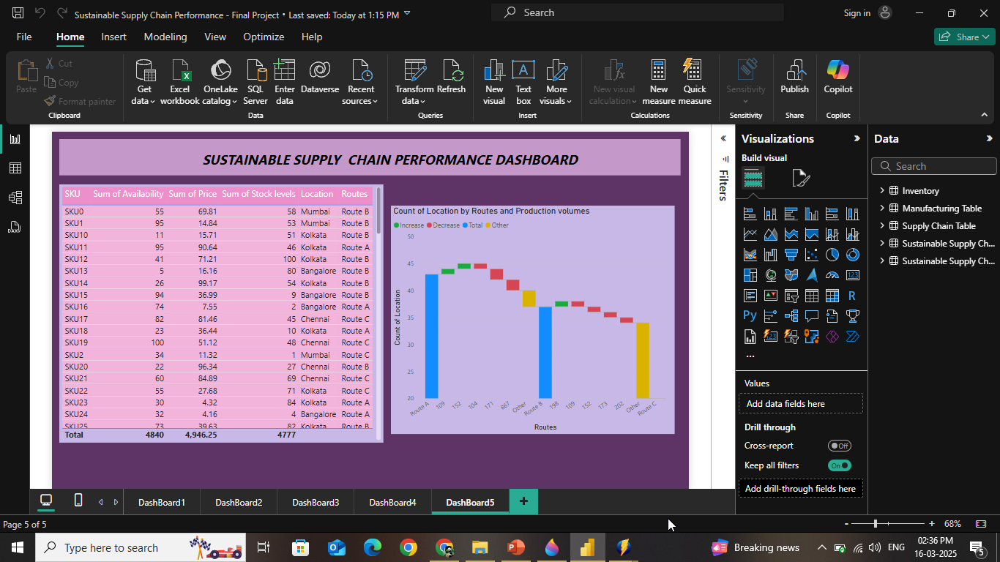 Sustainable Supply Chain Performance - Final Project • Last saved: Today at 1:15 PM
Search
Sign in
File Home Insert Modeling View Optimize Help
Share
Paste
Cut
Copy
Format painter
Clipboard
Get data
Excel workbook
OneLake catalog
SQL Server
Enter data
Dataverse
Recent sources
Data
Transform data
Refresh
Queries
New visual
Text box
More visuals
Insert
New visual calculation
New measure
Quick measure
Calculations
Sensitivity
Sensitivity
Publish
Share
Copilot
Copilot
SUSTAINABLE SUPPLY CHAIN PERFORMANCE DASHBOARD
SKU Sum of Availability Sum of Price Sum of Stock levels Location Routes
SKU0 55 69.81 58 Mumbai Route B
SKU1 95 14.84 53 Mumbai Route B
SKU10 11 15.71 51 Kolkata Route B
SKU11 95 90.64 46 Kolkata Route A
SKU12 41 71.21 100 Kolkata Route B
SKU13 5 16.16 80 Bangalore Route B
SKU14 26 99.17 54 Kolkata Route B
SKU15 94 36.99 9 Bangalore Route B
SKU16 74 7.55 2 Bangalore Route A
SKU17 82 81.46 45 Chennai Route C
SKU18 23 36.44 10 Kolkata Route A
SKU19 100 51.12 48 Chennai Route C
SKU2 34 11.32 1 Mumbai Route C
SKU20 22 96.34 27 Chennai Route B
SKU21 60 84.89 69 Chennai Route C
SKU22 55 27.68 71 Kolkata Route C
SKU23 30 4.32 84 Kolkata Route A
SKU24 32 4.16 4 Bangalore Route A
SKU25 73 39.63 82 Kolkata Route B
Total 4840 4,946.25 4777
Count of Location by Routes and Production volumes
Increase Decrease Total Other
50
45
40
35
30
25
20
Count of Location
Route A 109 152 104 171 867 Other Route B 198 109 152 173 202 Other Route C
Routes
Filters
Visualizations
Build visual
R
Py
123
...
Values
Add data fields here
Drill through
Cross-report Off
Keep all filters On
Add drill-through fields here
Data
Search
Inventory
Manufacturing Table
Supply Chain Table
Sustainable Supply Ch...
Sustainable Supply Ch...
DAX
DashBoard1 DashBoard2 DashBoard3 DashBoard4 DashBoard5 +
Page 5 of 5
- + 68%
Type here to search
Breaking news
ENG
02:36 PM
16-03-2025
5